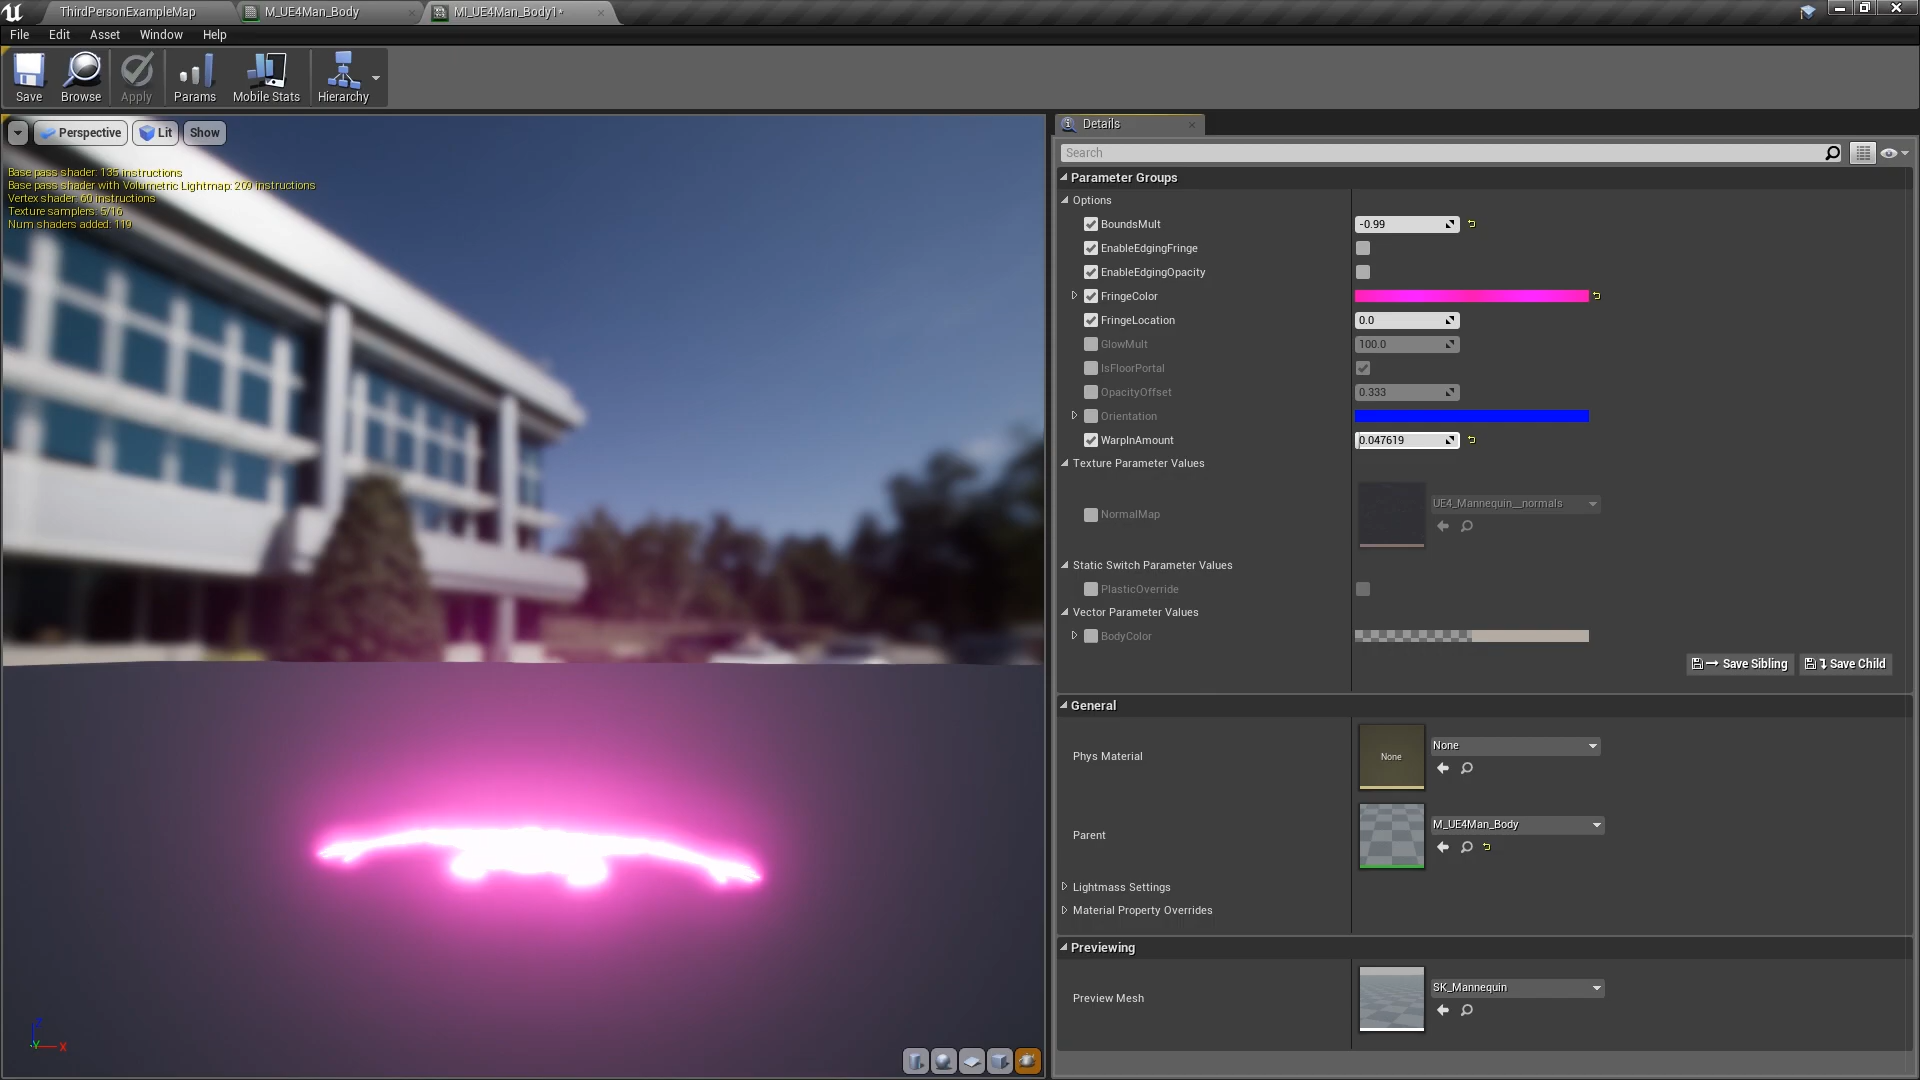 ThirdPersonExampleMap
M_UE4Man_Body
MI_UE4Man_Body1*
File Edit Asset Window Help
Save Browse Apply Params Mobile Stats Hierarchy
Perspective Lit Show
Base pass shader: 135 instructions
Base pass shader with Volumetric Lightmap: 209 instructions
Vertex shader: 60 instructions
Texture samplers: 5/16
Num shaders added: 119
Z
Y X
Details
Search
Parameter Groups
Options
BoundsMult -0.99
EnableEdgingFringe
EnableEdgingOpacity
FringeColor
FringeLocation 0.0
GlowMult 100.0
IsFloorPortal
OpacityOffset 0.333
Orientation
WarpInAmount 0.047619
Texture Parameter Values
NormalMap UE4_Mannequin__normals
Static Switch Parameter Values
PlasticOverride
Vector Parameter Values
BodyColor
Save Sibling Save Child
General
Phys Material None None
Parent M_UE4Man_Body
Lightmass Settings
Material Property Overrides
Previewing
Preview Mesh SK_Mannequin